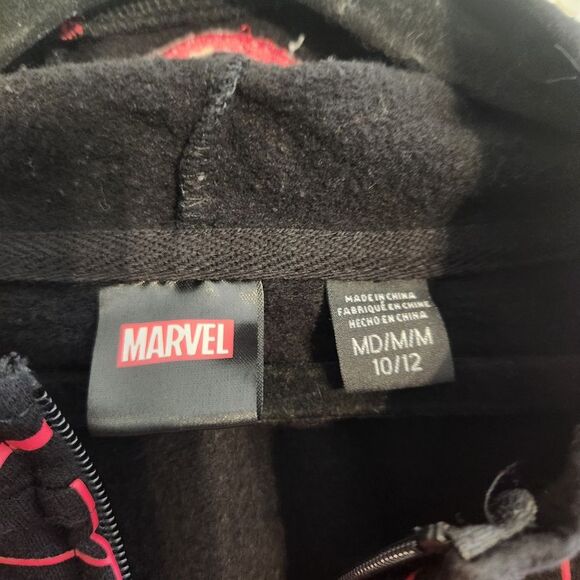 MARVEL
MADE IN CHINA
FABRIQUÉ EN CHINE
HECHO EN CHINA
MD/M/M
10/12